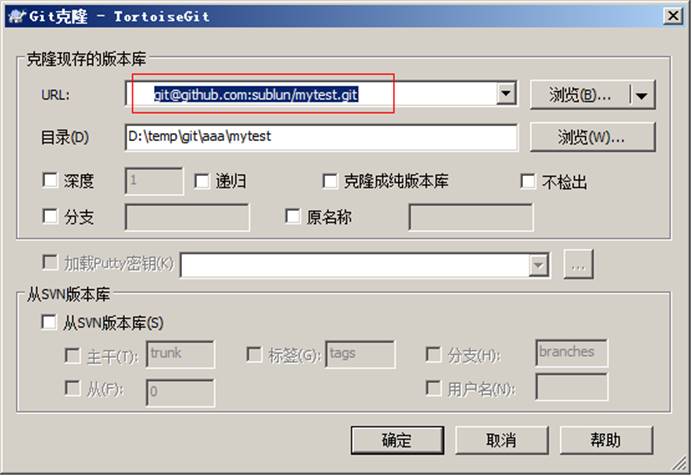 Git克隆 - TortoiseGit
克隆现存的版本库
URL: git@github.com:sublun/mytest.git 浏览(B)...
目录(D) D:\temp\git\aaa\mytest 浏览(W)...
深度 1 递归 克隆成纯版本库 不检出
分支 原名称
加载Putty密钥(K) ...
从SVN版本库
从SVN版本库(S)
主干(T): trunk 标签(G): tags 分支(H): branches
从(F): 0 用户名(N):
确定 取消 帮助